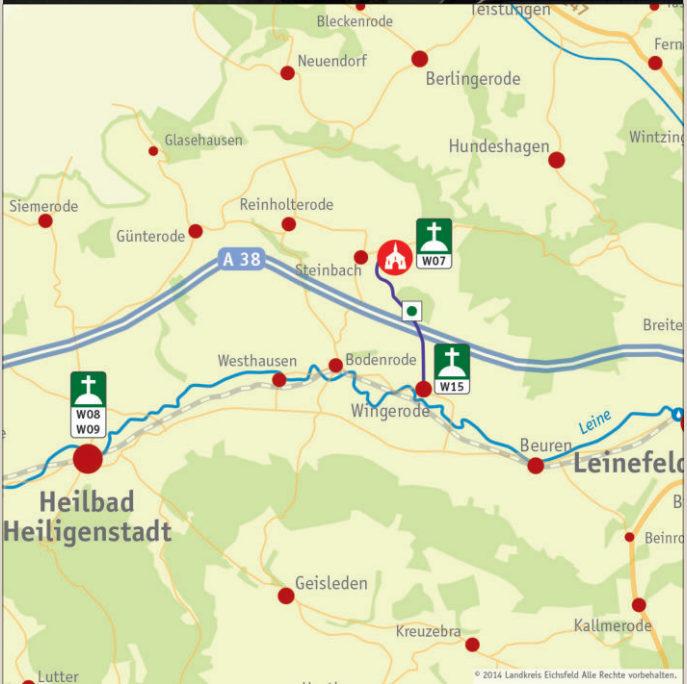 Teistungen
Bleckenrode
Fern
Neuendorf
Berlingerode
Wintzing
Glasehausen
Hundeshagen
Siemerode
Reinholterode
Günterode
W07
A 38
Steinbach
Breite
Westhausen
Bodenrode
W15
W08
W09
Wingerode
Leine
Beuren
Leinefeld
Heilbad
Heiligenstadt
B
Beinro
Geisleden
Kallmerode
Kreuzebra
Lutter
© 2014 Landkreis Eichsfeld Alle Rechte vorbehalten.